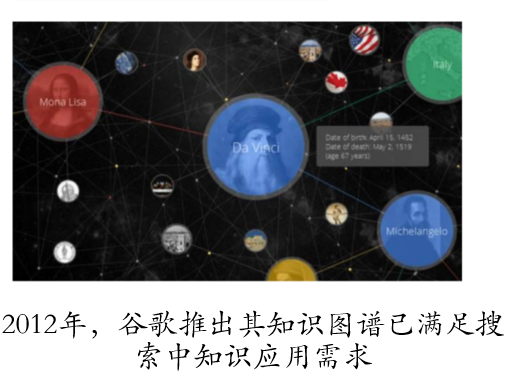 Mona Lisa
Italy
Da Vinci
Date of birth: April 15, 1452
Date of death: May 2, 1519
(age 67 years)
Michelangelo
2012年，谷歌推出其知识图谱已满足搜
索中知识应用需求